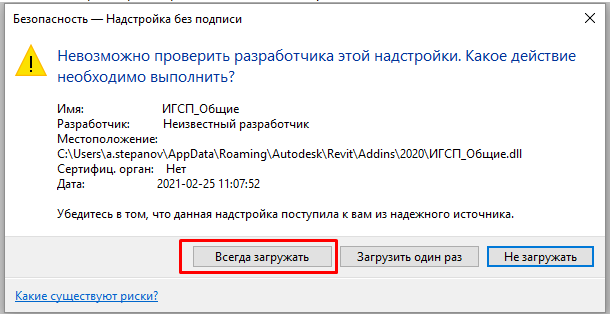 Безопасность — Надстройка без подписи
Невозможно проверить разработчика этой надстройки. Какое действие
необходимо выполнить?
Имя: ИГСП_Общие
Разработчик: Неизвестный разработчик
Местоположение:
C:\Users\a.stepanov\AppData\Roaming\Autodesk\Revit\Addins\2020\ИГСП_Общие.dll
Сертифиц. орган: Нет
Дата: 2021-02-25 11:07:52
Убедитесь в том, что данная надстройка поступила к вам из надежного источника.
Всегда загружать Загрузить один раз Не загружать
Какие существуют риски?